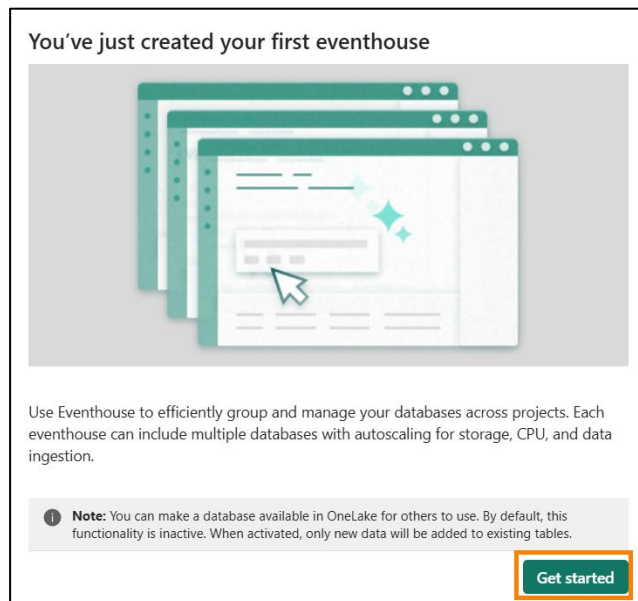 You’ve just created your first eventhouse
Use Eventhouse to efficiently group and manage your databases across projects. Each
eventhouse can include multiple databases with autoscaling for storage, CPU, and data
ingestion.
Note: You can make a database available in OneLake for others to use. By default, this
functionality is inactive. When activated, only new data will be added to existing tables.
Get started